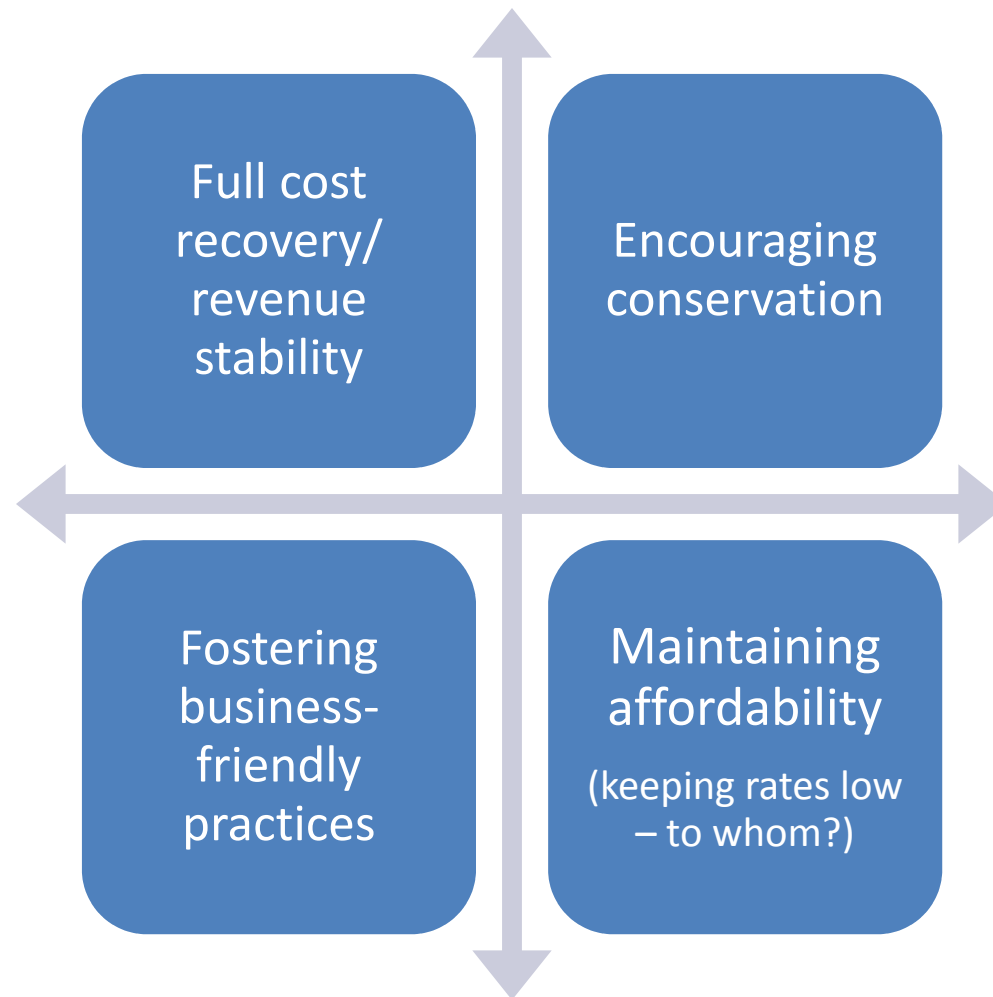 Full cost
recovery/
revenue
stability
Encouraging
conservation
Fostering
business-
friendly
practices
Maintaining
affordability
(keeping rates low
– to whom?)